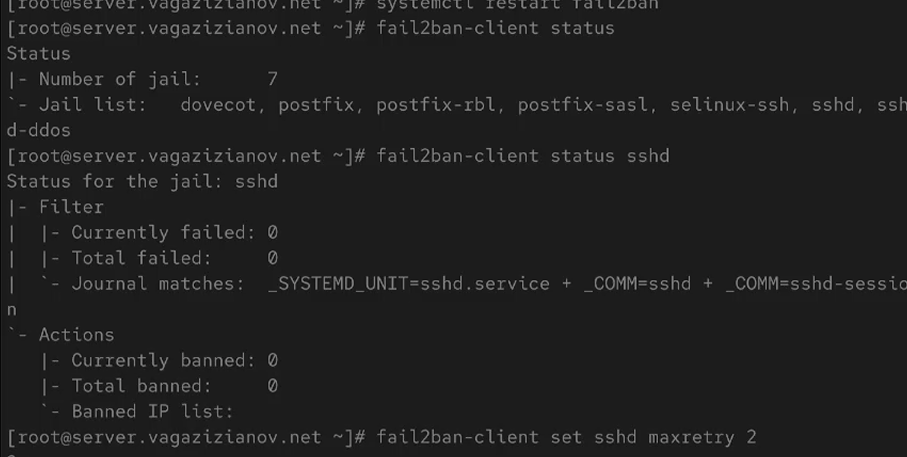 [root@server.vagazizianov.net ~]# systemctl restart fail2ban
[root@server.vagazizianov.net ~]# fail2ban-client status
Status
|- Number of jail:      7
`- Jail list:   dovecot, postfix, postfix-rbl, postfix-sasl, selinux-ssh, sshd, ssh
d-ddos
[root@server.vagazizianov.net ~]# fail2ban-client status sshd
Status for the jail: sshd
|- Filter
|  |- Currently failed: 0
|  |- Total failed:     0
|  `- Journal matches:  _SYSTEMD_UNIT=sshd.service + _COMM=sshd + _COMM=sshd-sessio
n
`- Actions
   |- Currently banned: 0
   |- Total banned:     0
   `- Banned IP list:
[root@server.vagazizianov.net ~]# fail2ban-client set sshd maxretry 2